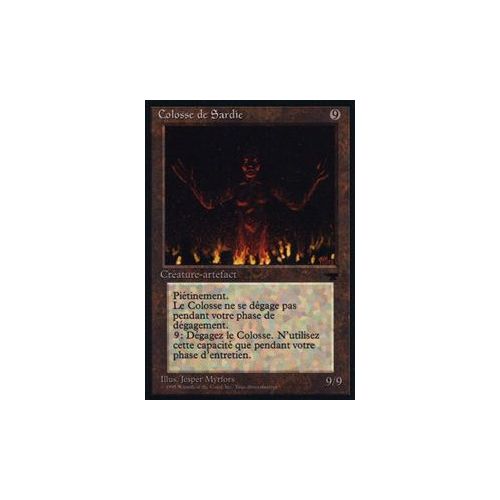 Colosse de Sardie 9
Créature-artefact
Piétinement.
Le Colosse ne se dégage pas
pendant votre phase de
dégagement.
9: Dégagez le Colosse. N'utilisez
cette capacité que pendant votre
phase d'entretien.
Illus. Jesper Myrfors
9/9